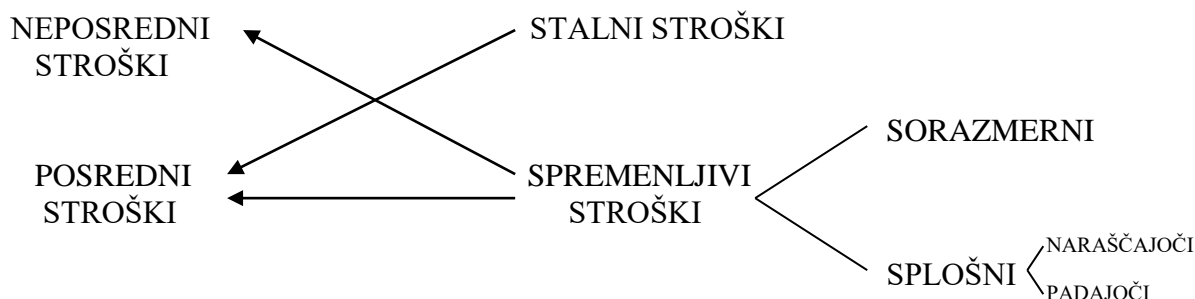 NEPOSREDNI
STROŠKI
STALNI STROŠKI
SORAZMERNI
POSREDNI
STROŠKI
SPREMENLJIVI
STROŠKI
SPLOŠNI
NARAŠČAJOČI
PADAJOČI